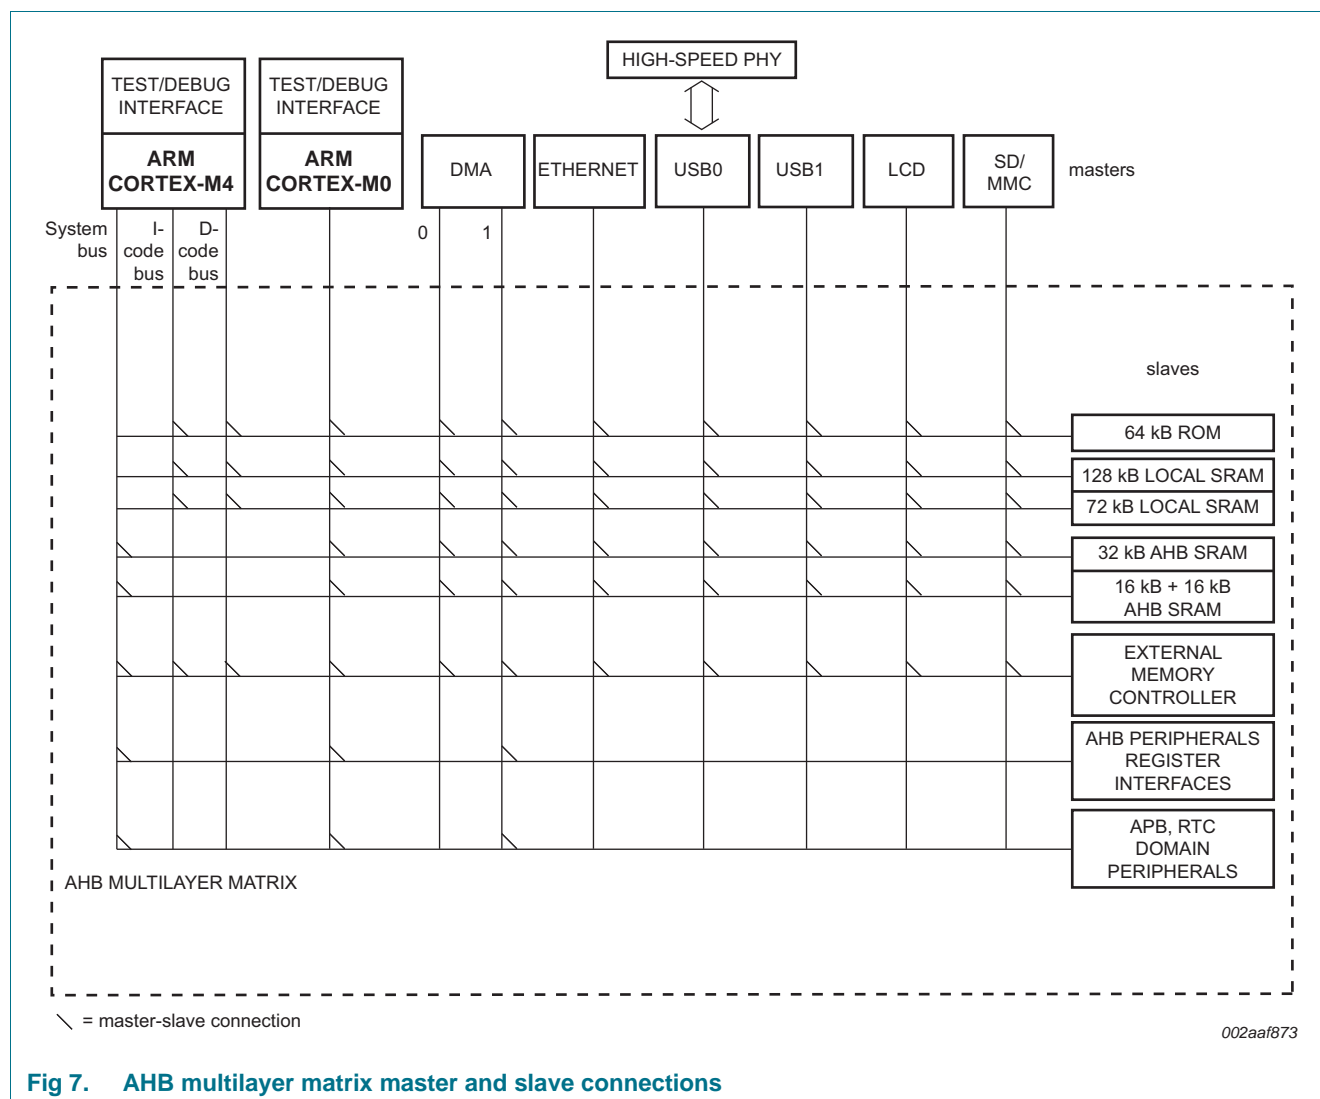 HIGH-SPEED PHY
TEST/DEBUG
INTERFACE
TEST/DEBUG
INTERFACE
ARM
CORTEX-M4
ARM
CORTEX-M0
DMA
ETHERNET
USB0
USB1
LCD
SD/
MMC
masters
System
bus
I-
code
bus
D-
code
bus
0
1
slaves
64 kB ROM
128 kB LOCAL SRAM
72 kB LOCAL SRAM
32 kB AHB SRAM
16 kB + 16 kB
AHB SRAM
EXTERNAL
MEMORY
CONTROLLER
AHB PERIPHERALS
REGISTER
INTERFACES
APB, RTC
DOMAIN
PERIPHERALS
AHB MULTILAYER MATRIX
= master-slave connection
002aaf873
Fig 7. AHB multilayer matrix master and slave connections